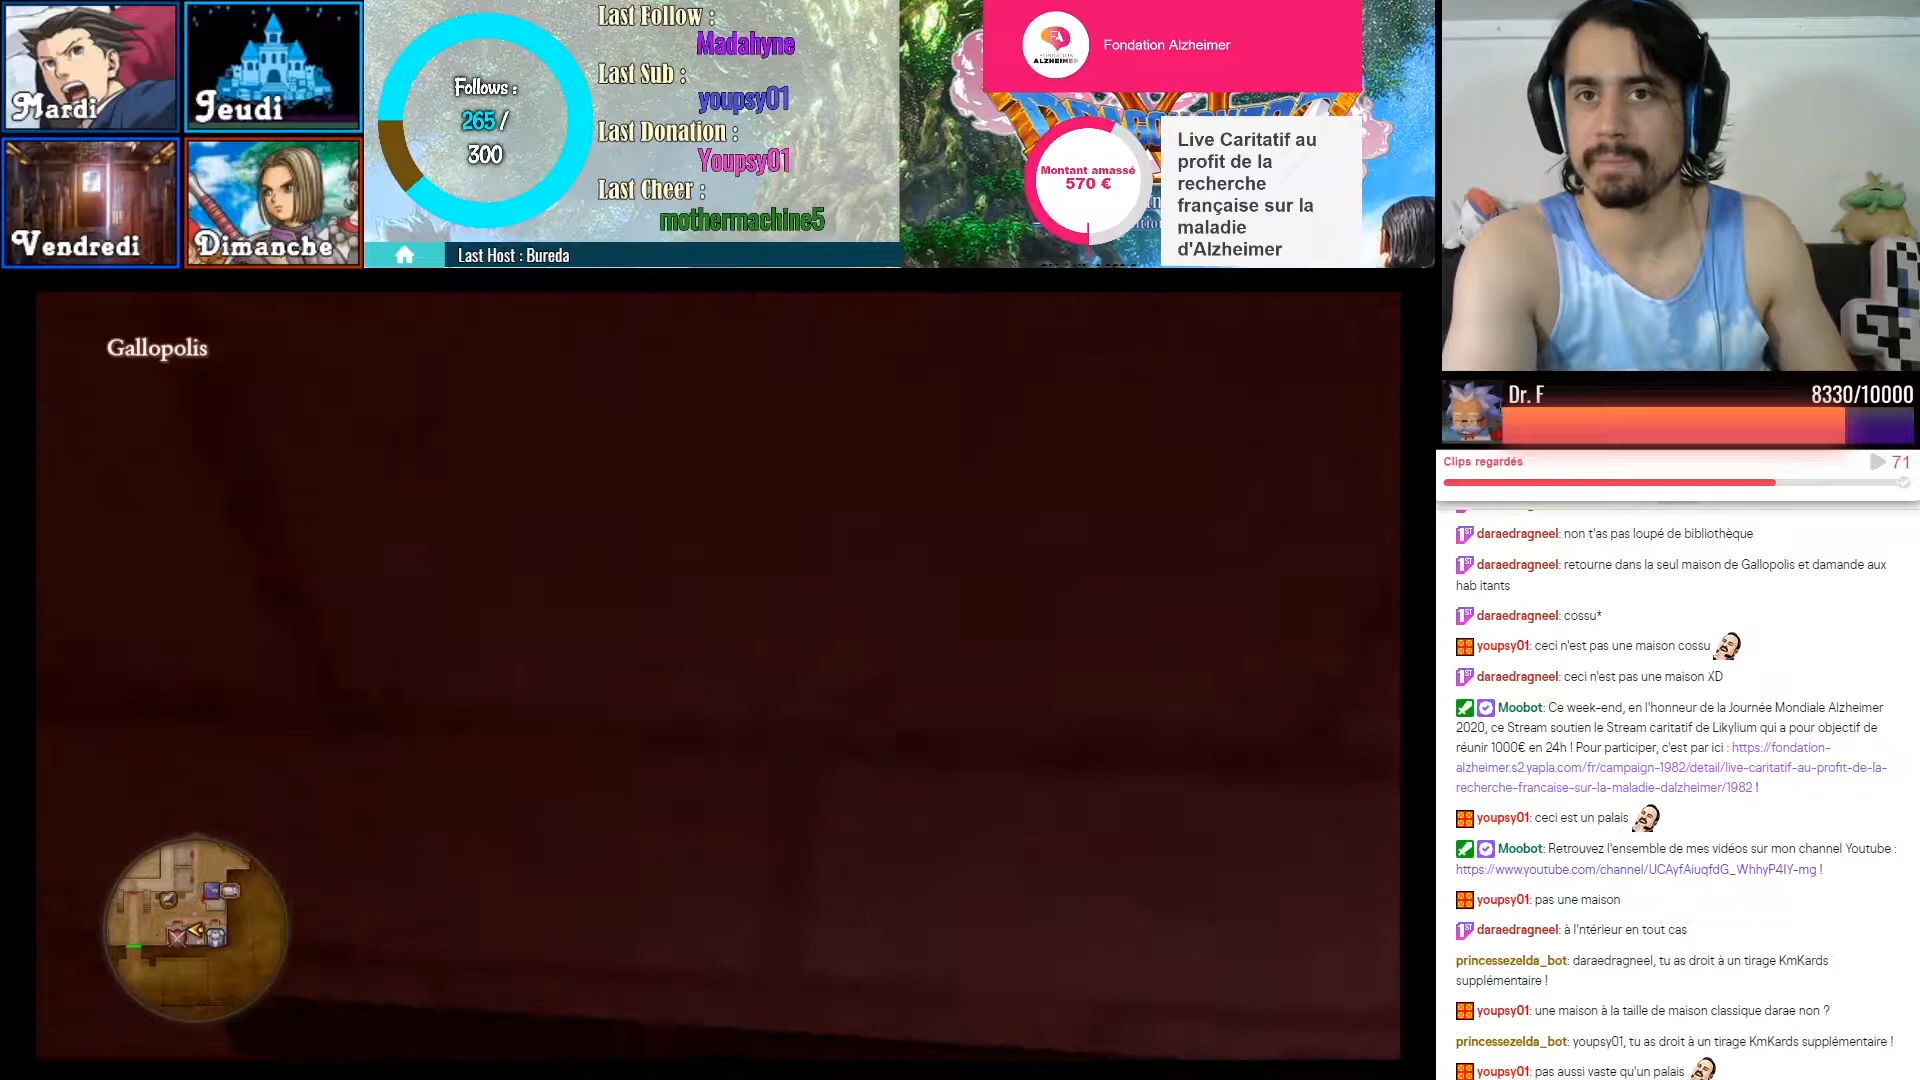 Mardi
Jeudi
Vendredi
Dimanche
Follows :
265 /
300
Last Follow :
Madahyne
Last Sub :
youpsy01
Last Donation :
Youpsy01
Last Cheer :
mothermachine5
Last Host : Bureda
FONDATION
ALZHEIMER
Fondation Alzheimer
Montant amassé
570 €
Live Caritatif au
profit de la
recherche
française sur la
maladie
d'Alzheimer
Gallopolis
Dr. F
8330/10000
Clips regardés
71
daraedragneel: non t'as pas loupé de bibliothèque
daraedragneel: retourne dans la seul maison de Gallopolis et damande aux
hab itants
daraedragneel: cossu*
youpsy01: ceci n'est pas une maison cossu
daraedragneel: ceci n'est pas une maison XD
Moobot: Ce week-end, en l'honneur de la Journée Mondiale Alzheimer
2020, ce Stream soutien le Stream caritatif de Likylium qui a pour objectif de
réunir 1000€ en 24h ! Pour participer, c'est par ici : https://fondation-
alzheimer.s2.yapla.com/fr/campaign-1982/detail/live-caritatif-au-profit-de-la-
recherche-francaise-sur-la-maladie-dalzheimer/1982 !
youpsy01: ceci est un palais
Moobot: Retrouvez l'ensemble de mes vidéos sur mon channel Youtube :
https://www.youtube.com/channel/UCAyfAiuqfdG_WhhyP4IY-mg !
youpsy01: pas une maison
daraedragneel: à l'ntérieur en tout cas
princessezelda_bot: daraedragneel, tu as droit à un tirage KmKards
supplémentaire !
youpsy01: une maison à la taille de maison classique darae non ?
princessezelda_bot: youpsy01, tu as droit à un tirage KmKards supplémentaire !
youpsy01: pas aussi vaste qu'un palais